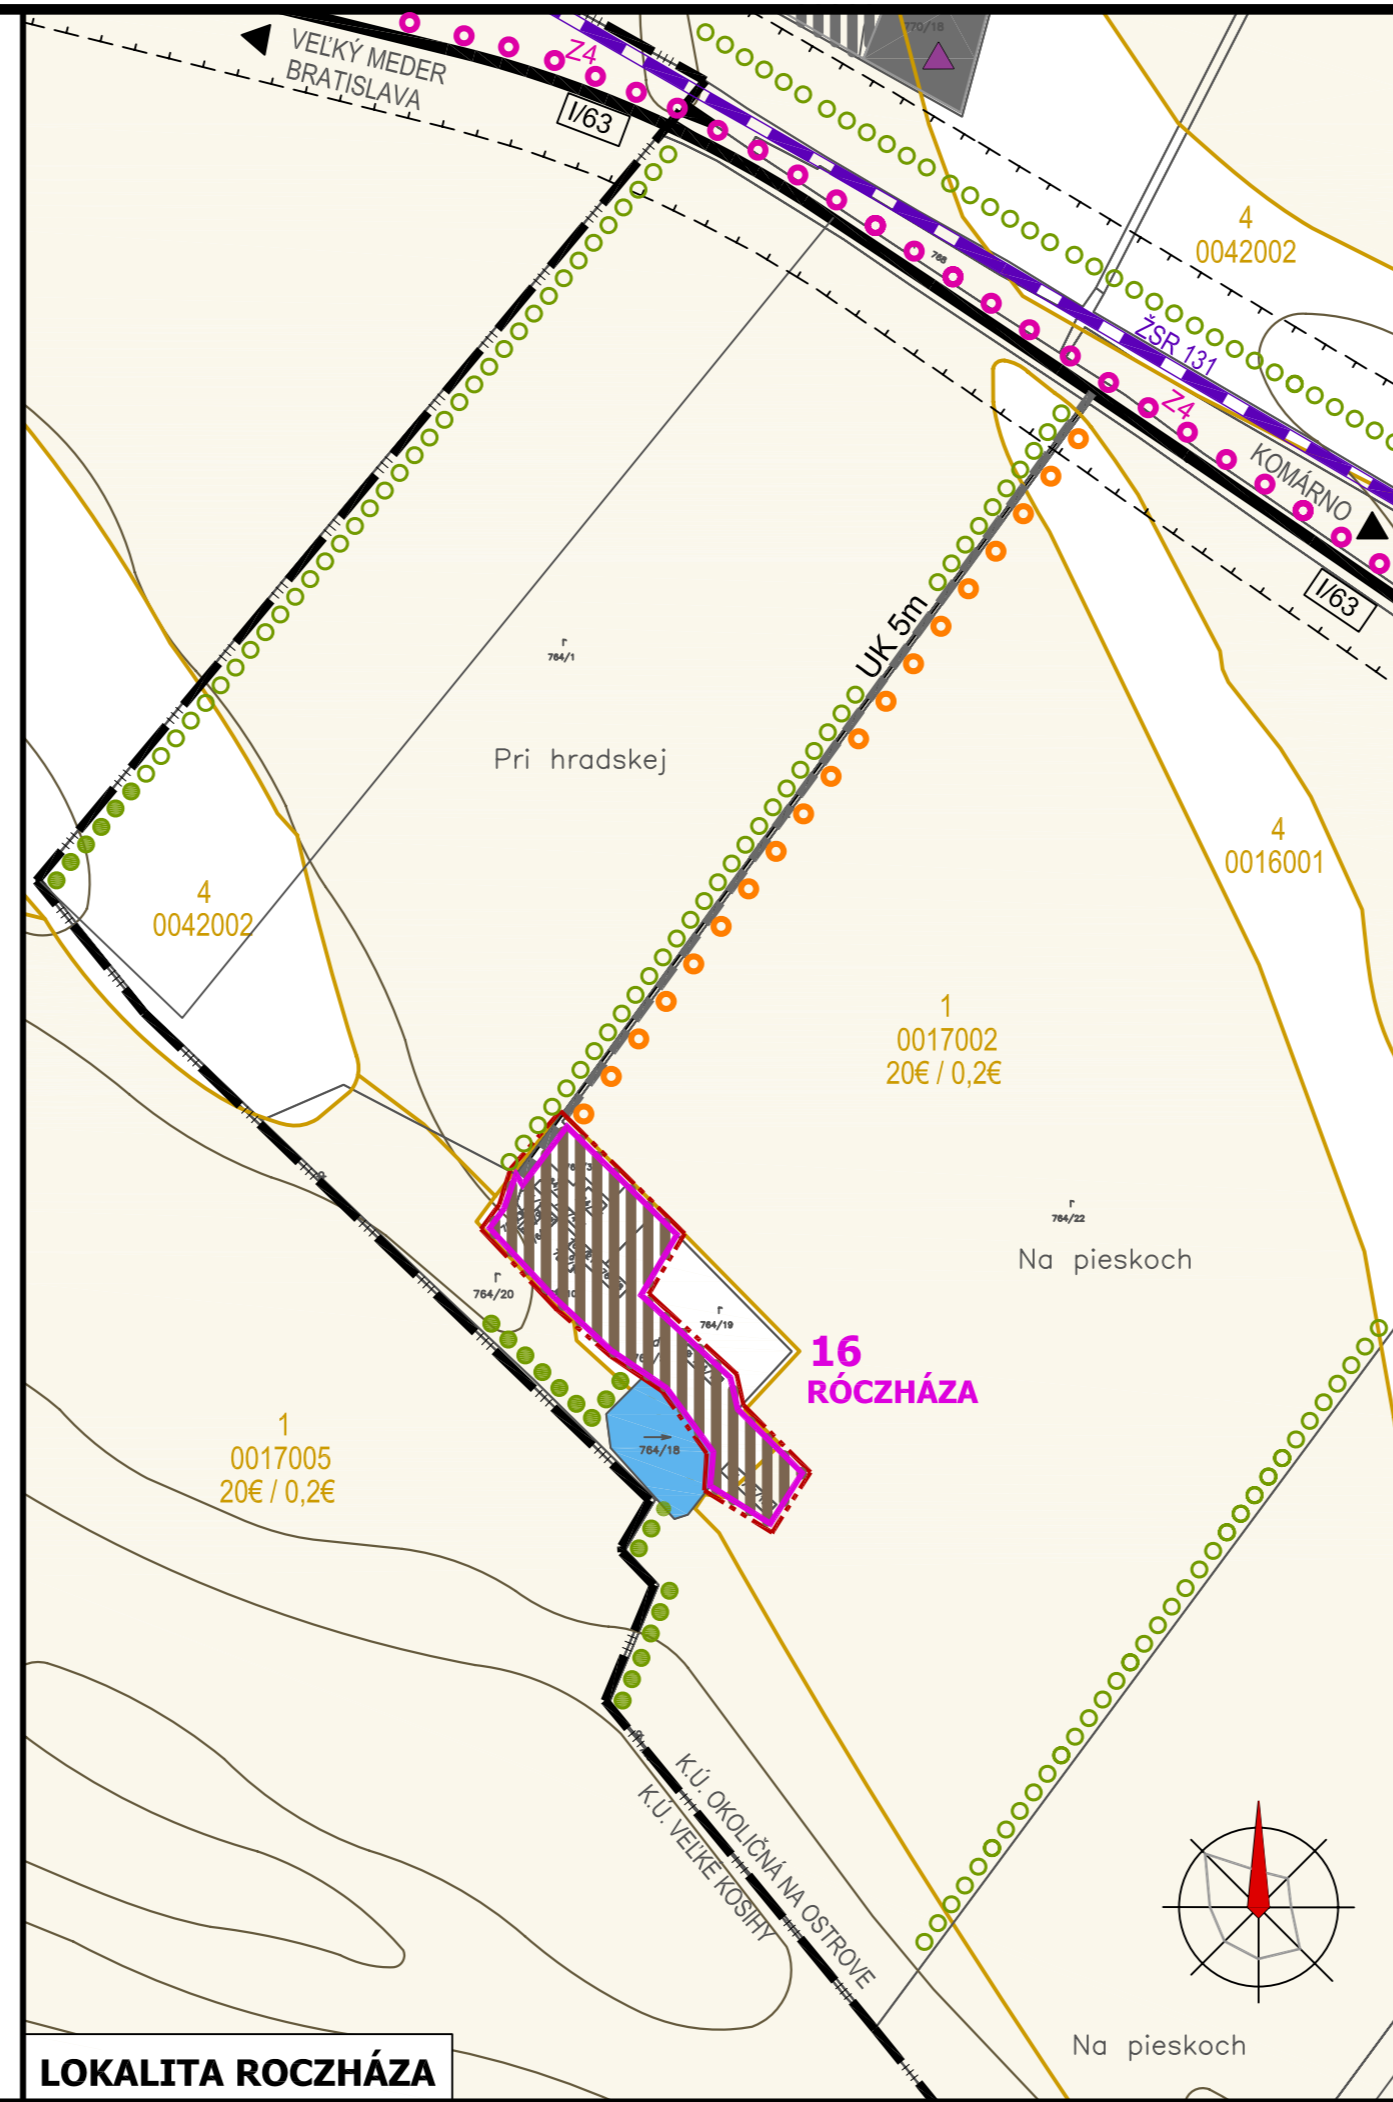 770/18
VEĽKÝ MEDER
BRATISLAVA
Z4
I/63
4
0042002
768
ŽSR 131
Z4
KOMÁRNO
I/63
UK 5m
764/1
Pri hradskej
4
0016001
4
0042002
1
0017002
20€ / 0,2€
764/22
Na pieskoch
764/20
764/19
16
RÓCZHÁZA
764/18
1
0017005
20€ / 0,2€
K.Ú. OKOLIČNÁ NA OSTROVE
K.Ú. VEĽKÉ KOSIHY
Na pieskoch
LOKALITA ROCZHÁZA